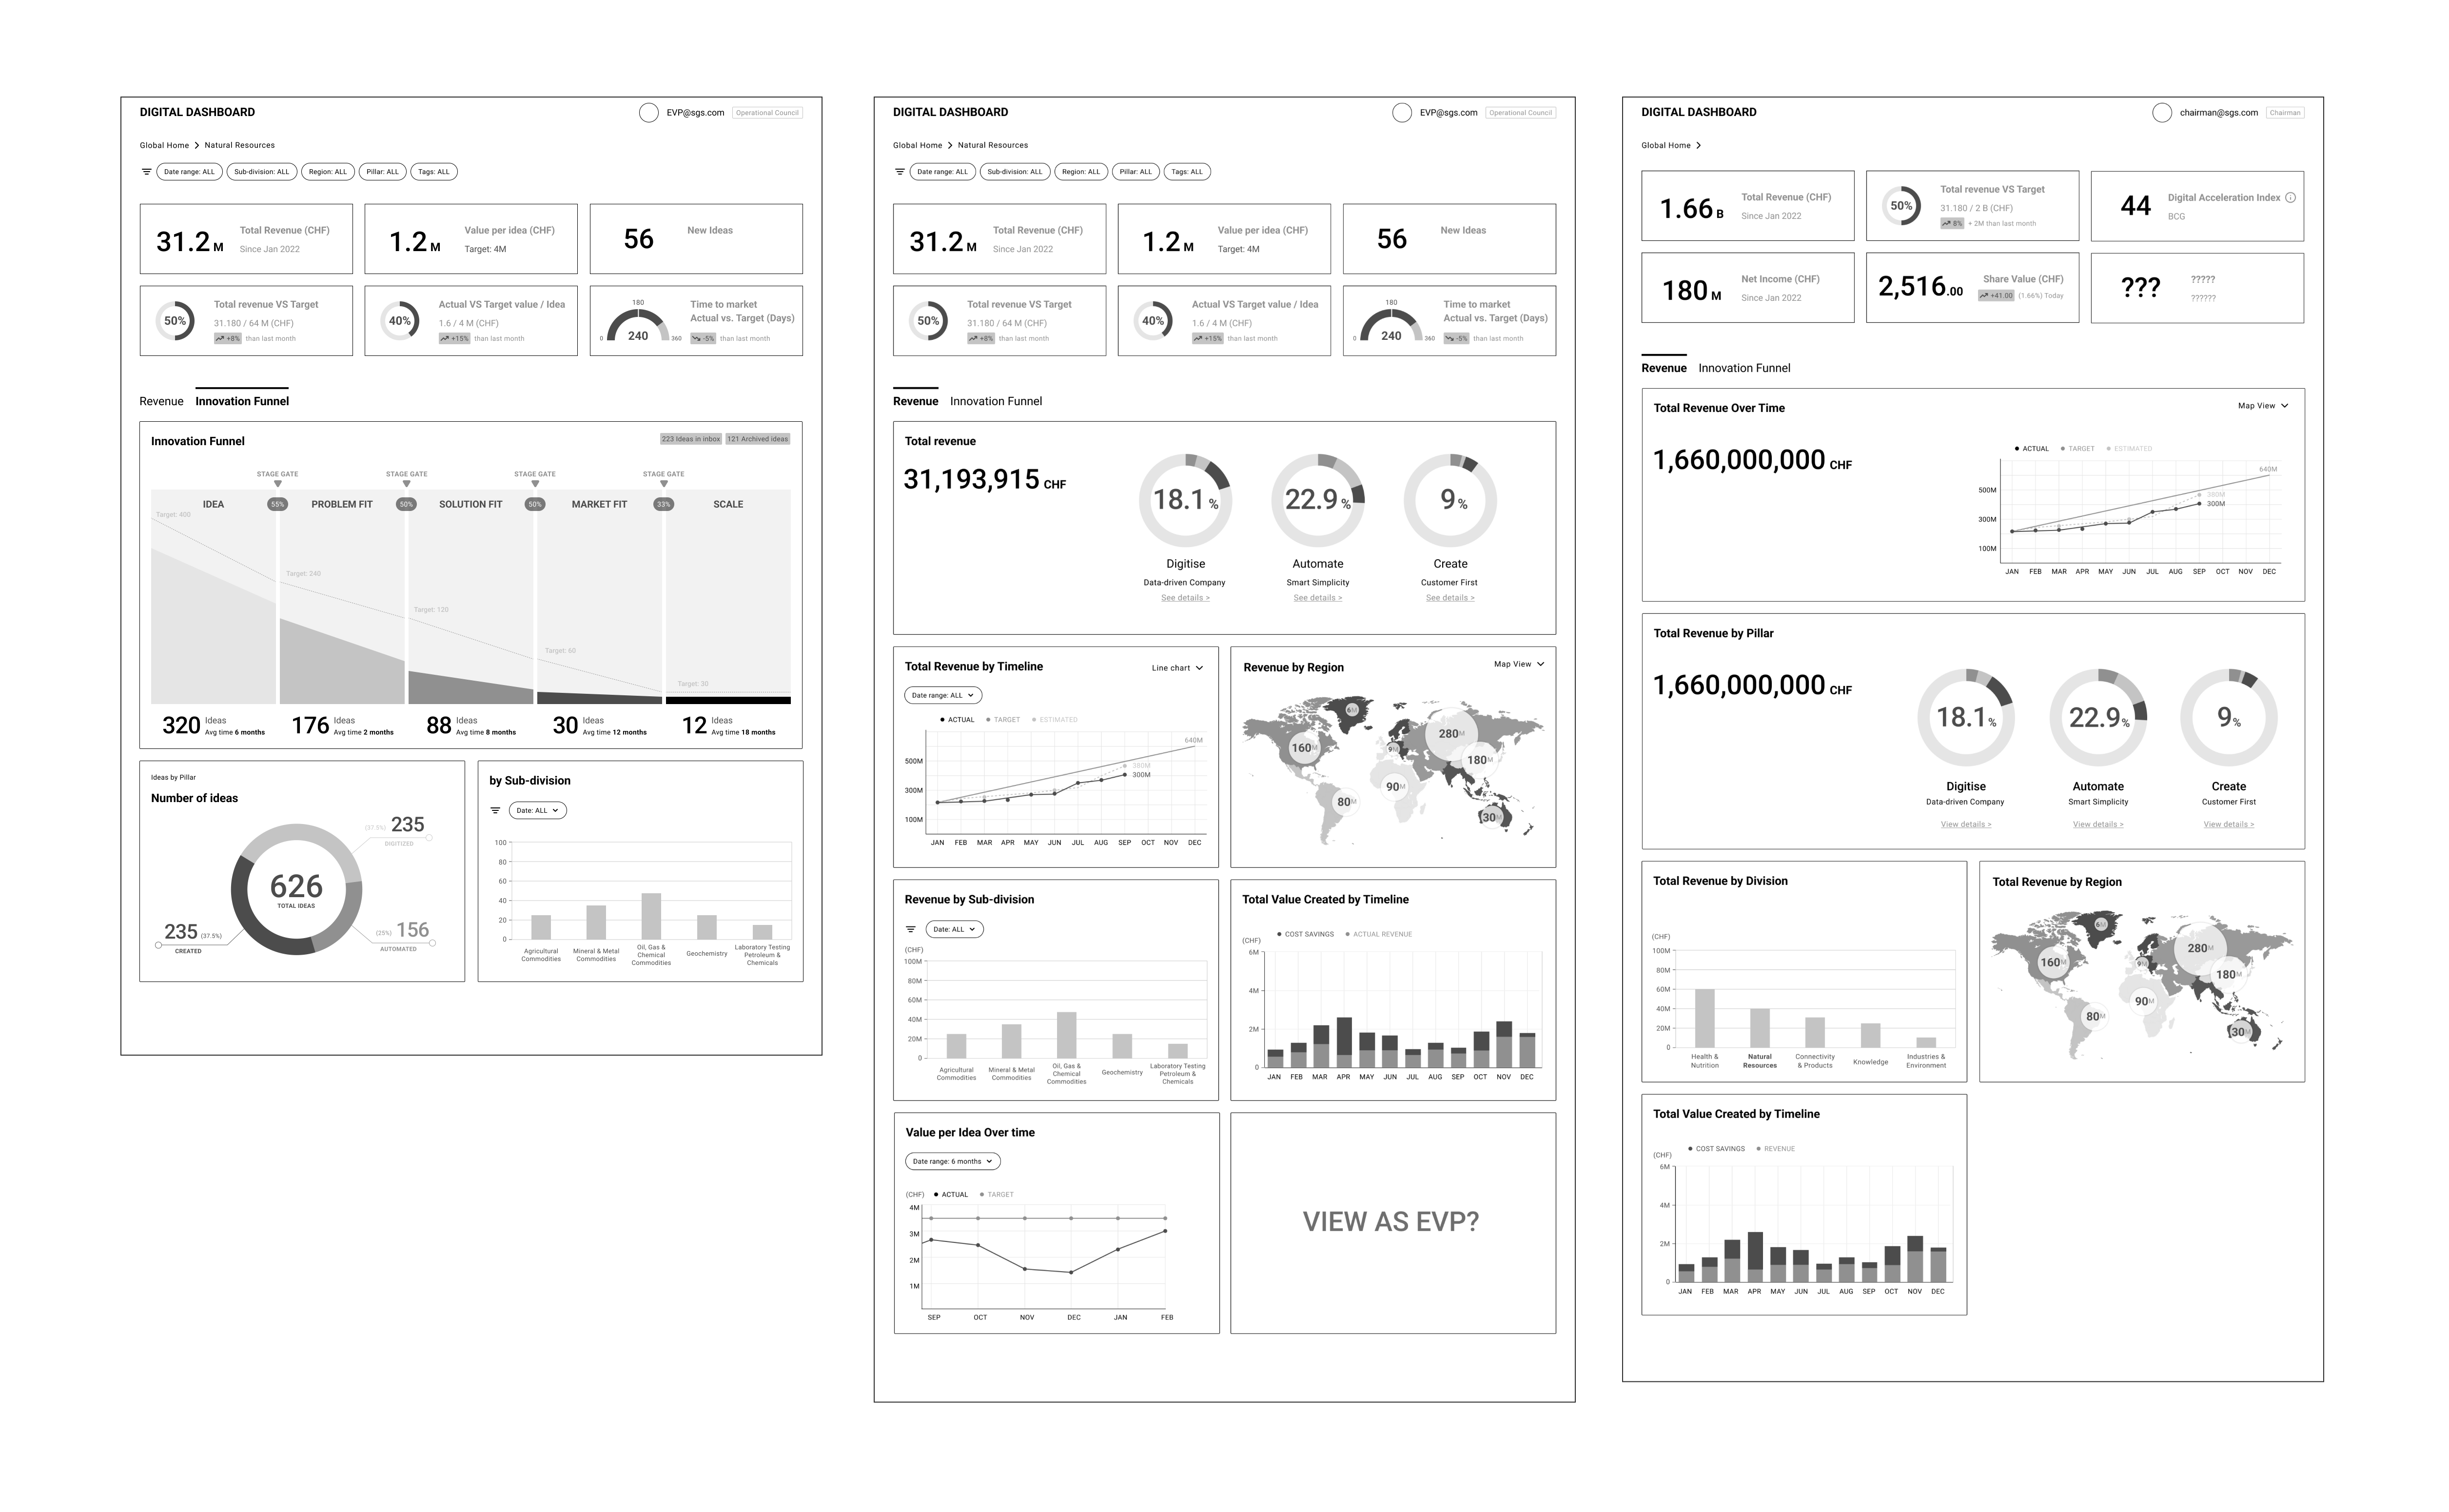 DIGITAL DASHBOARD
EVP@sgs.com
Operational Council
Global Home > Natural Resources
Date range: ALL
Sub-division: ALL
Region: ALL
Pillar: ALL
Tags: ALL
31.2 M
Total Revenue (CHF)
Since Jan 2022
1.2 M
Value per idea (CHF)
Target: 4M
56
New Ideas
50%
Total revenue VS Target
31.180 / 64 M (CHF)
+8% than last month
40%
Actual VS Target value / Idea
1.6 / 4 M (CHF)
+15% than last month
180
0
240
360
Time to market
Actual vs. Target (Days)
-5% than last month
Revenue
Innovation Funnel
Innovation Funnel
223 Ideas in inbox
121 Archived ideas
STAGE GATE
STAGE GATE
STAGE GATE
STAGE GATE
IDEA
55%
PROBLEM FIT
50%
SOLUTION FIT
50%
MARKET FIT
33%
SCALE
Target: 400
Target: 240
Target: 120
Target: 60
Target: 30
320 Ideas
Avg time 6 months
176 Ideas
Avg time 2 months
88 Ideas
Avg time 8 months
30 Ideas
Avg time 12 months
12 Ideas
Avg time 18 months
Ideas by Pillar
Number of ideas
(37.5%) 235
DIGITIZED
626
TOTAL IDEAS
235 (37.5%)
CREATED
(25%) 156
AUTOMATED
by Sub-division
Date: ALL
100
80
60
40
20
0
Agricultural
Commodities
Mineral & Metal
Commodities
Oil, Gas &
Chemical
Commodities
Geochemistry
Laboratory Testing
Petroleum &
Chemicals
DIGITAL DASHBOARD
EVP@sgs.com
Operational Council
Global Home > Natural Resources
Date range: ALL
Sub-division: ALL
Region: ALL
Pillar: ALL
Tags: ALL
31.2 M
Total Revenue (CHF)
Since Jan 2022
1.2 M
Value per idea (CHF)
Target: 4M
56
New Ideas
50%
Total revenue VS Target
31.180 / 64 M (CHF)
+8% than last month
40%
Actual VS Target value / Idea
1.6 / 4 M (CHF)
+15% than last month
180
0
240
360
Time to market
Actual vs. Target (Days)
-5% than last month
Revenue
Innovation Funnel
Total revenue
31,193,915 CHF
18.1 %
Digitise
Data-driven Company
See details >
22.9 %
Automate
Smart Simplicity
See details >
9 %
Create
Customer First
See details >
Total Revenue by Timeline
Line chart
Date range: ALL
ACTUAL
TARGET
ESTIMATED
640M
500M
380M
300M
300M
100M
JAN FEB MAR APR MAY JUN JUL AUG SEP OCT NOV DEC
Revenue by Region
Map View
6M
160M
9M
280M
180M
90M
80M
30M
Revenue by Sub-division
Date: ALL
(CHF)
100M
80M
60M
40M
20M
0
Agricultural
Commodities
Mineral & Metal
Commodities
Oil, Gas &
Chemical
Commodities
Geochemistry
Laboratory Testing
Petroleum &
Chemicals
Total Value Created by Timeline
COST SAVINGS
ACTUAL REVENUE
(CHF)
6M
4M
2M
0
JAN FEB MAR APR MAY JUN JUL AUG SEP OCT NOV DEC
Value per Idea Over time
Date range: 6 months
(CHF)
ACTUAL
TARGET
4M
3M
2M
1M
SEP OCT NOV DEC JAN FEB
VIEW AS EVP?
DIGITAL DASHBOARD
chairman@sgs.com
Chairman
Global Home >
1.66 B
Total Revenue (CHF)
Since Jan 2022
50%
Total revenue VS Target
31.180 / 2 B (CHF)
8% + 2M than last month
44
Digital Acceleration Index
BCG
180 M
Net Income (CHF)
Since Jan 2022
2,516.00
Share Value (CHF)
+41.00 (1.66%) Today
???
?????
??????
Revenue
Innovation Funnel
Total Revenue Over Time
Map View
1,660,000,000 CHF
ACTUAL
TARGET
ESTIMATED
640M
500M
380M
300M
300M
100M
JAN FEB MAR APR MAY JUN JUL AUG SEP OCT NOV DEC
Total Revenue by Pillar
1,660,000,000 CHF
18.1 %
Digitise
Data-driven Company
View details >
22.9 %
Automate
Smart Simplicity
View details >
9 %
Create
Customer First
View details >
Total Revenue by Division
(CHF)
100M
80M
60M
40M
20M
0
Health &
Nutrition
Natural
Resources
Connectivity
& Products
Knowledge
Industries &
Environment
Total Revenue by Region
6M
160M
9M
280M
180M
90M
80M
30M
Total Value Created by Timeline
COST SAVINGS
REVENUE
(CHF)
6M
4M
2M
0
JAN FEB MAR APR MAY JUN JUL AUG SEP OCT NOV DEC